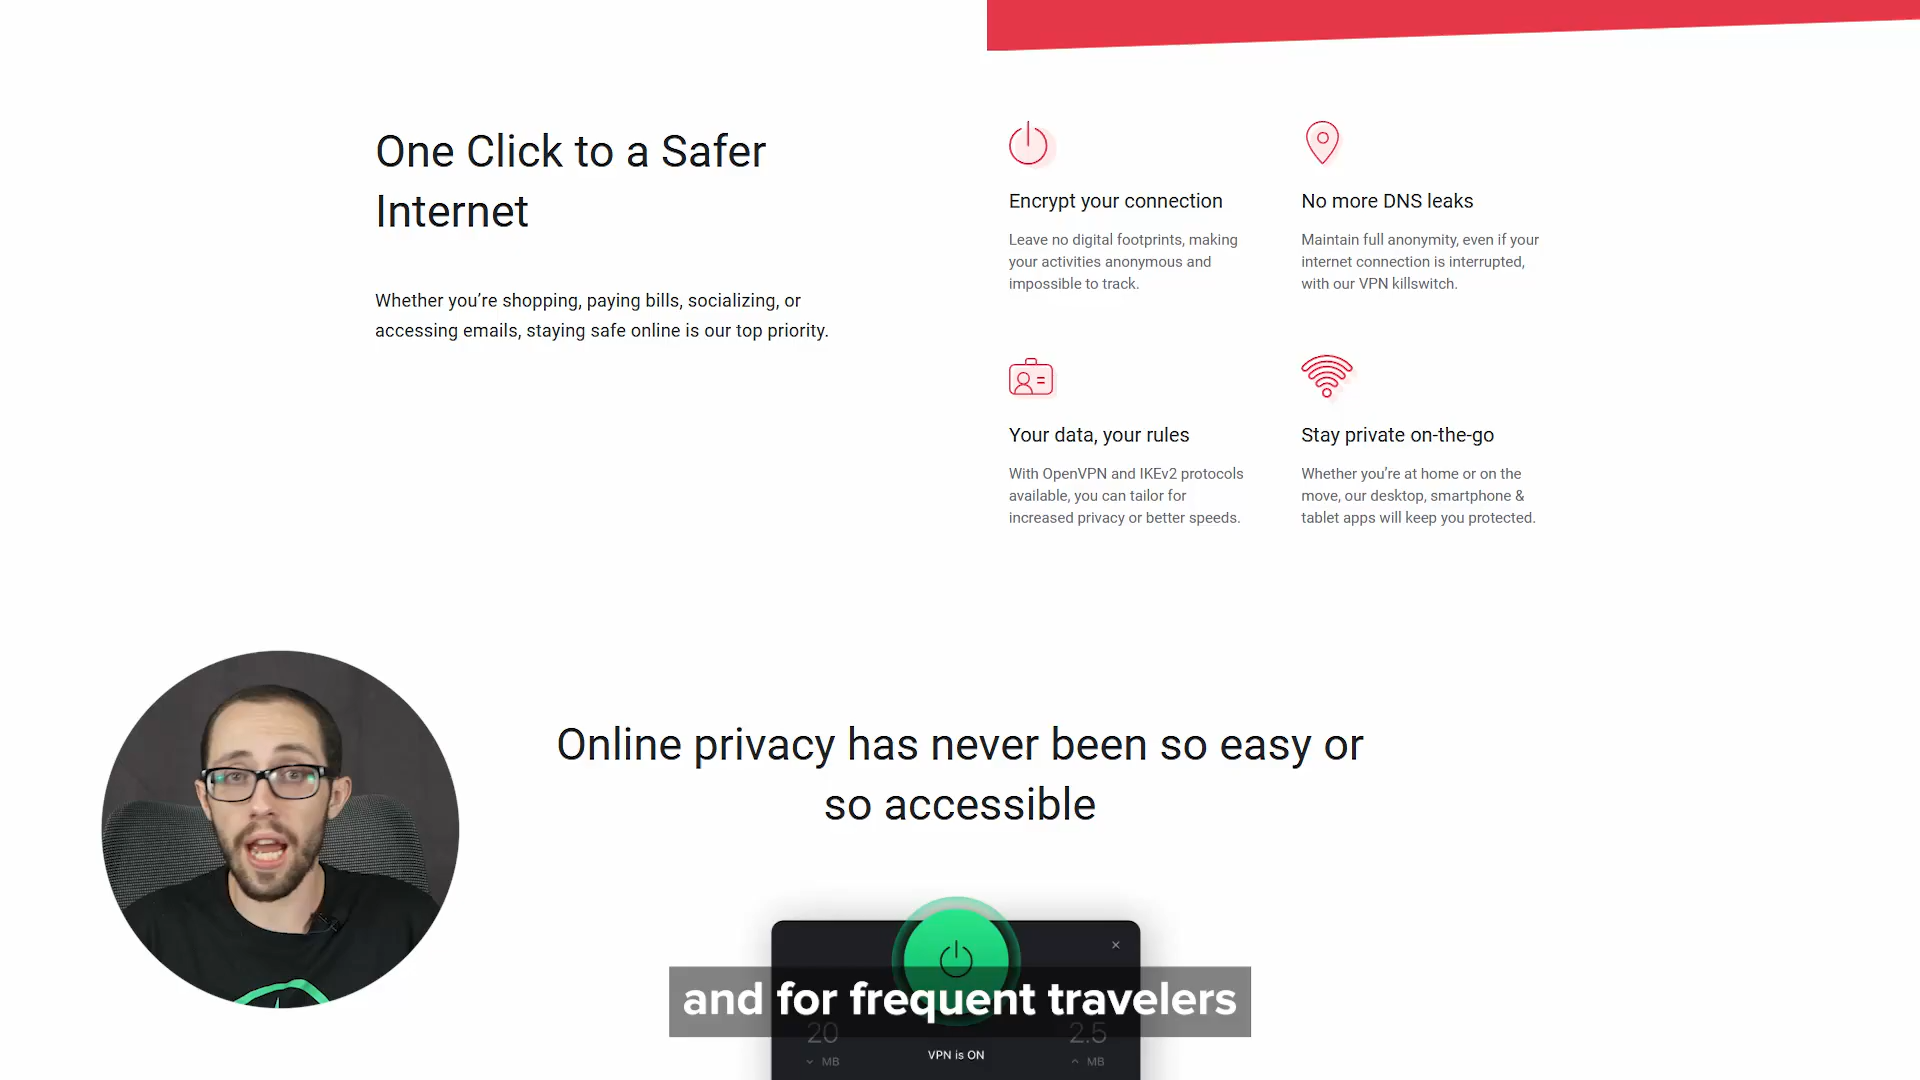 One Click to a Safer
Internet
Whether you’re shopping, paying bills, socializing, or
accessing emails, staying safe online is our top priority.
Encrypt your connection
Leave no digital footprints, making
your activities anonymous and
impossible to track.
No more DNS leaks
Maintain full anonymity, even if your
internet connection is interrupted,
with our VPN killswitch.
Your data, your rules
With OpenVPN and IKEv2 protocols
available, you can tailor for
increased privacy or better speeds.
Stay private on-the-go
Whether you’re at home or on the
move, our desktop, smartphone &
tablet apps will keep you protected.
Online privacy has never been so easy or
so accessible
and for frequent travelers
20
MB
VPN is ON
2.5
MB